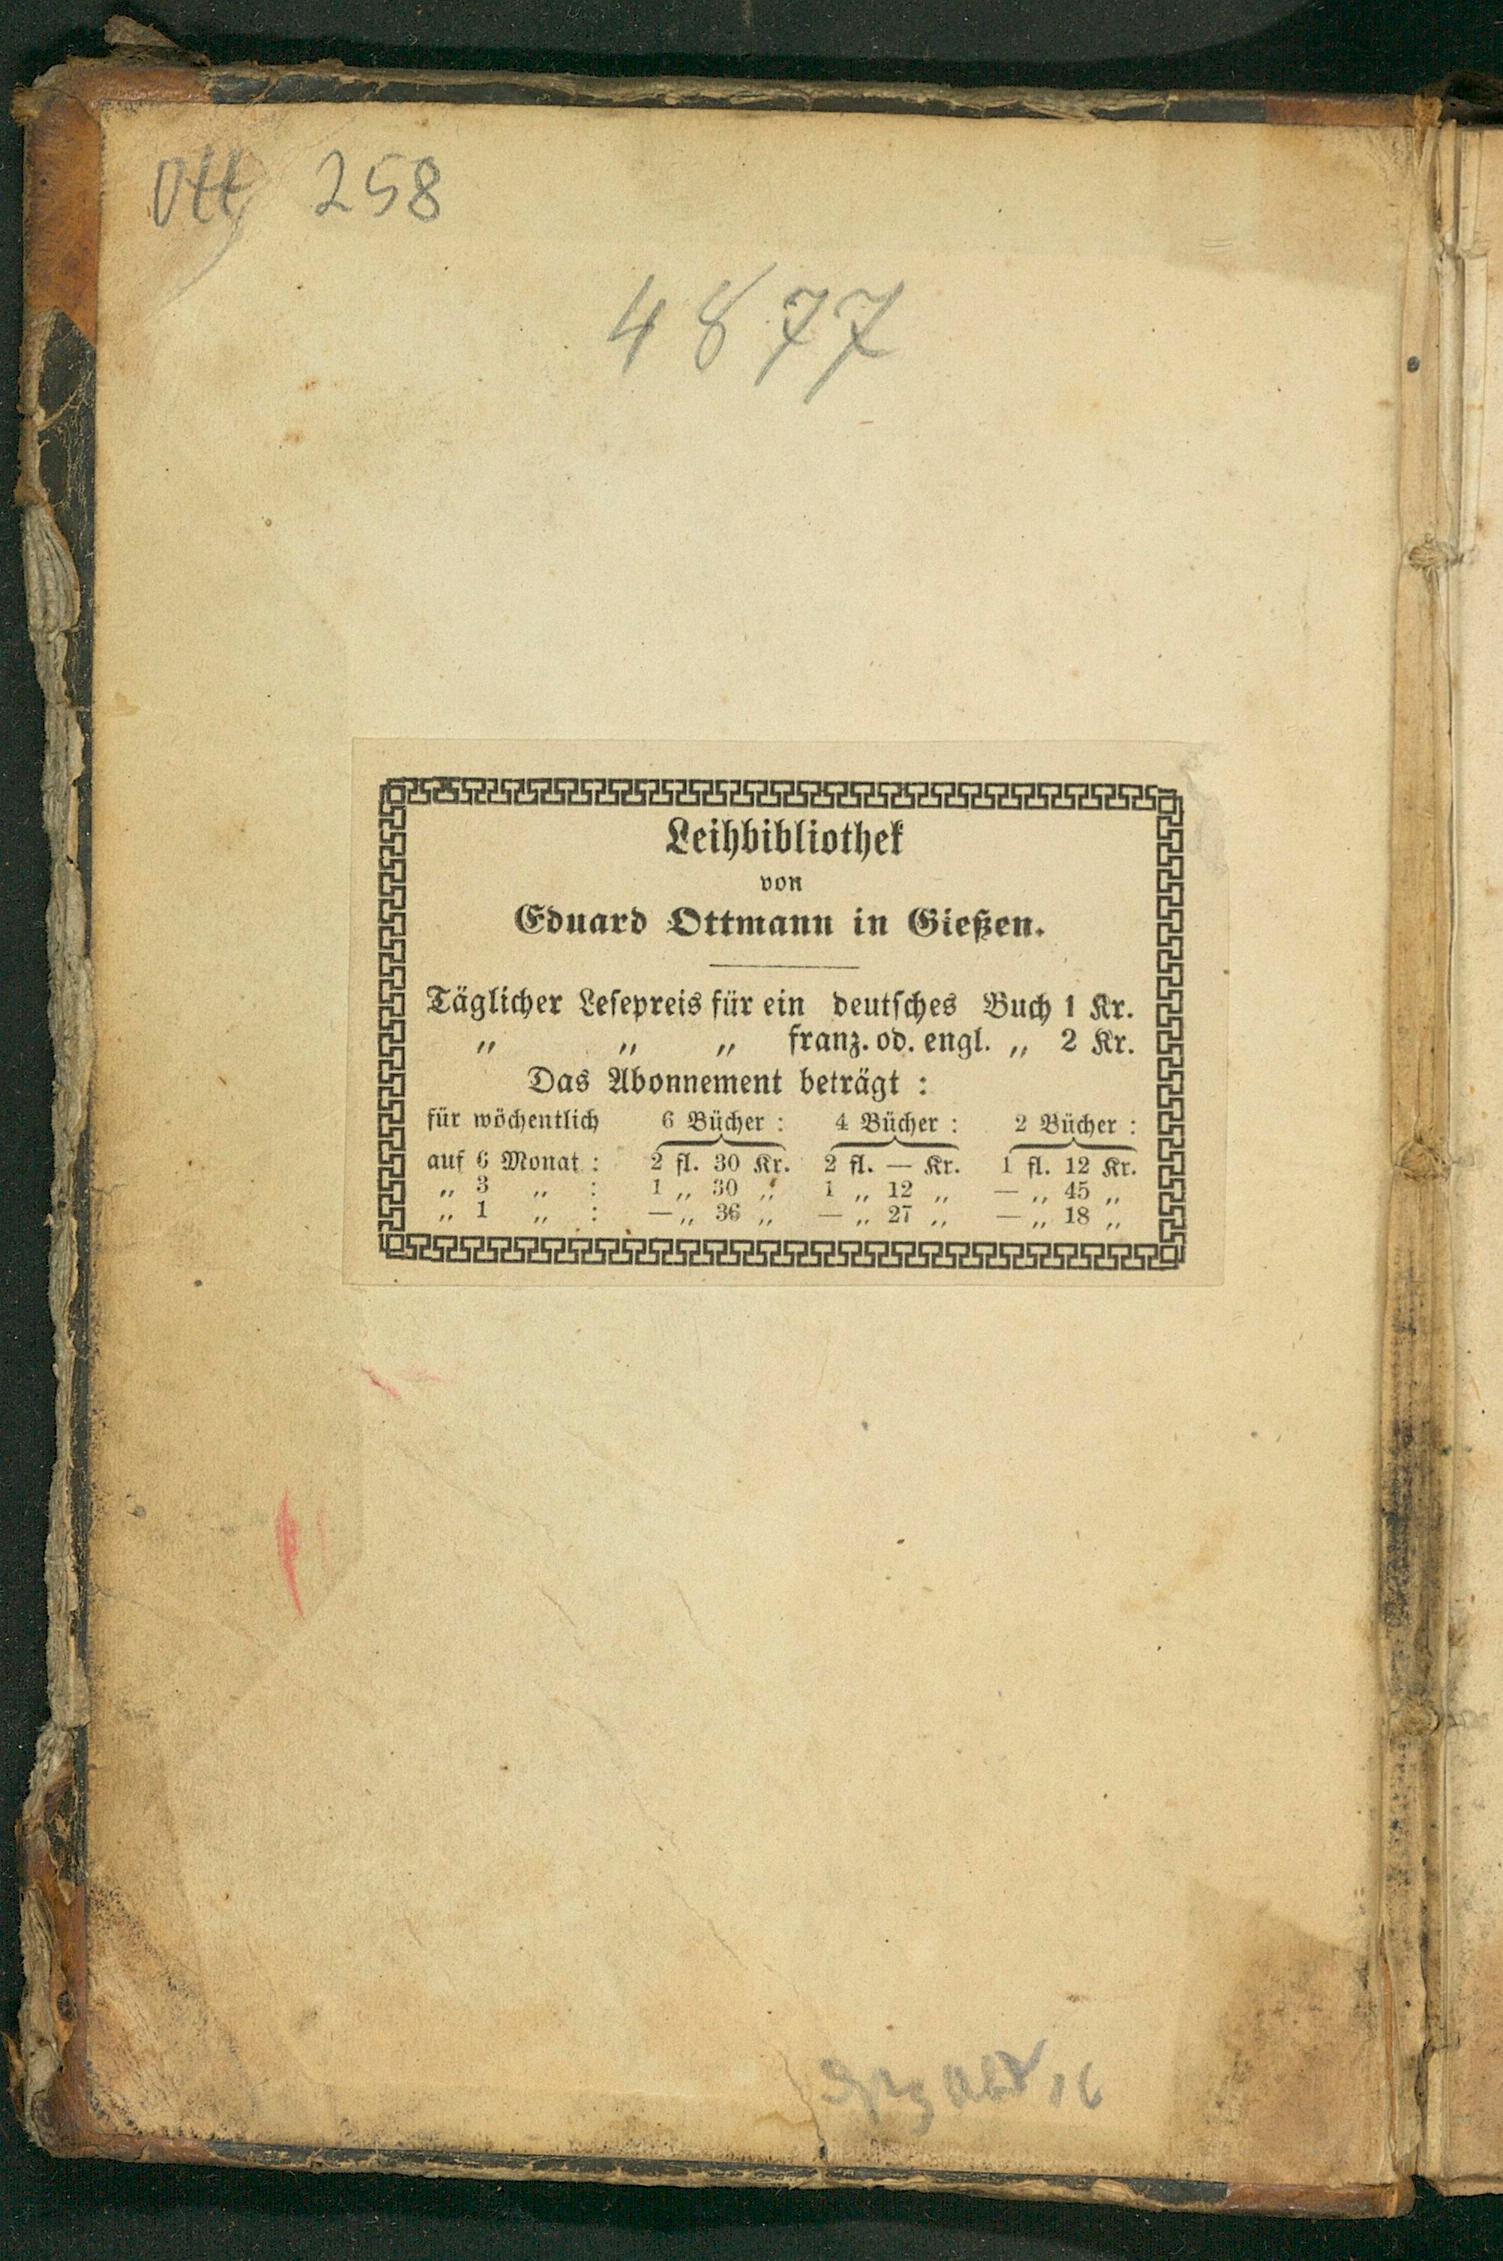 Ott 258
4877
Leihbibliothek
von
Eduard Ottmann in Gießen.
Täglicher Lesepreis für ein deutsches Buch 1 Kr.
„ „ „ franz. od. engl. „ 2 Kr.
Das Abonnement beträgt :
für wöchentlich 6 Bücher : 4 Bücher : 2 Bücher :
auf 6 Monat : 2 fl. 30 Kr. 2 fl. — Kr. 1 fl. 12 Kr.
„ 3 „ : 1 „ 30 „ 1 „ 12 „ — „ 45 „
„ 1 „ : — „ 36 „ — „ 27 „ — „ 18 „